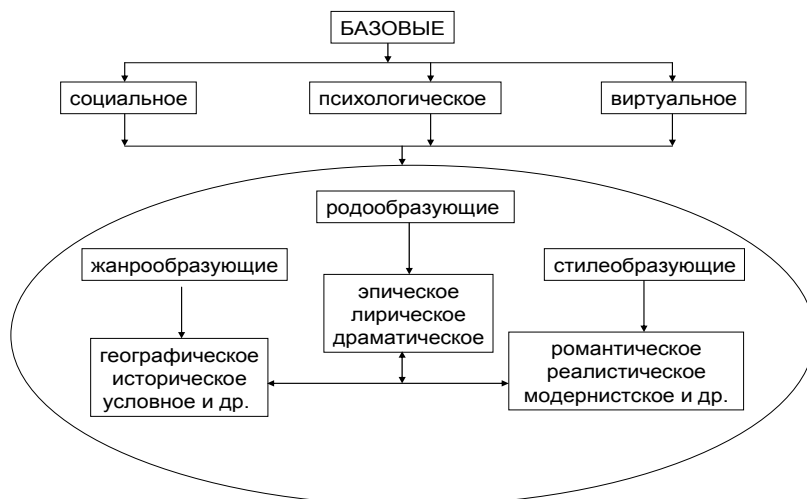 БАЗОВЫЕ
социальное
психологическое
виртуальное
родообразующие
жанрообразующие
стилеобразующие
эпическое
лирическое
драматическое
географическое
историческое
условное и др.
романтическое
реалистическое
модернистское и др.